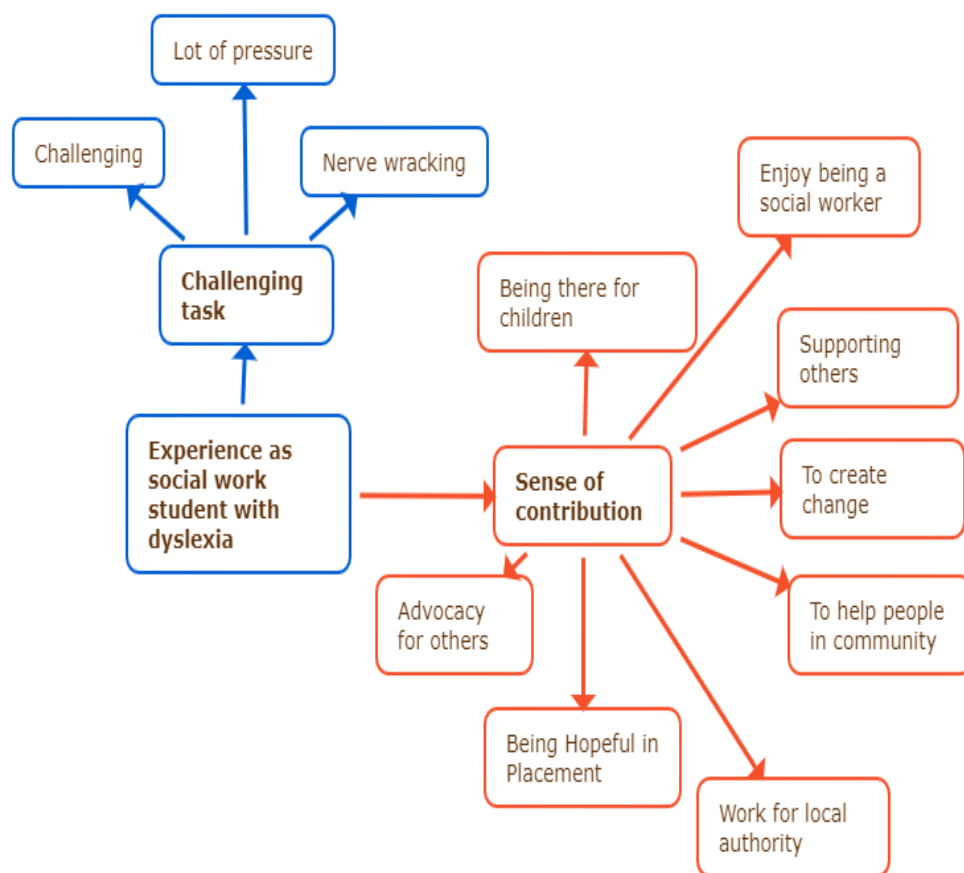 Lot of pressure
Challenging
Nerve wracking
Enjoy being a
social worker
Challenging
task
Being there for
children
Supporting
others
Experience as
social work
student with
dyslexia
Sense of
contribution
To create
change
Advocacy
for others
To help people
in community
Being Hopeful in
Placement
Work for local
authority